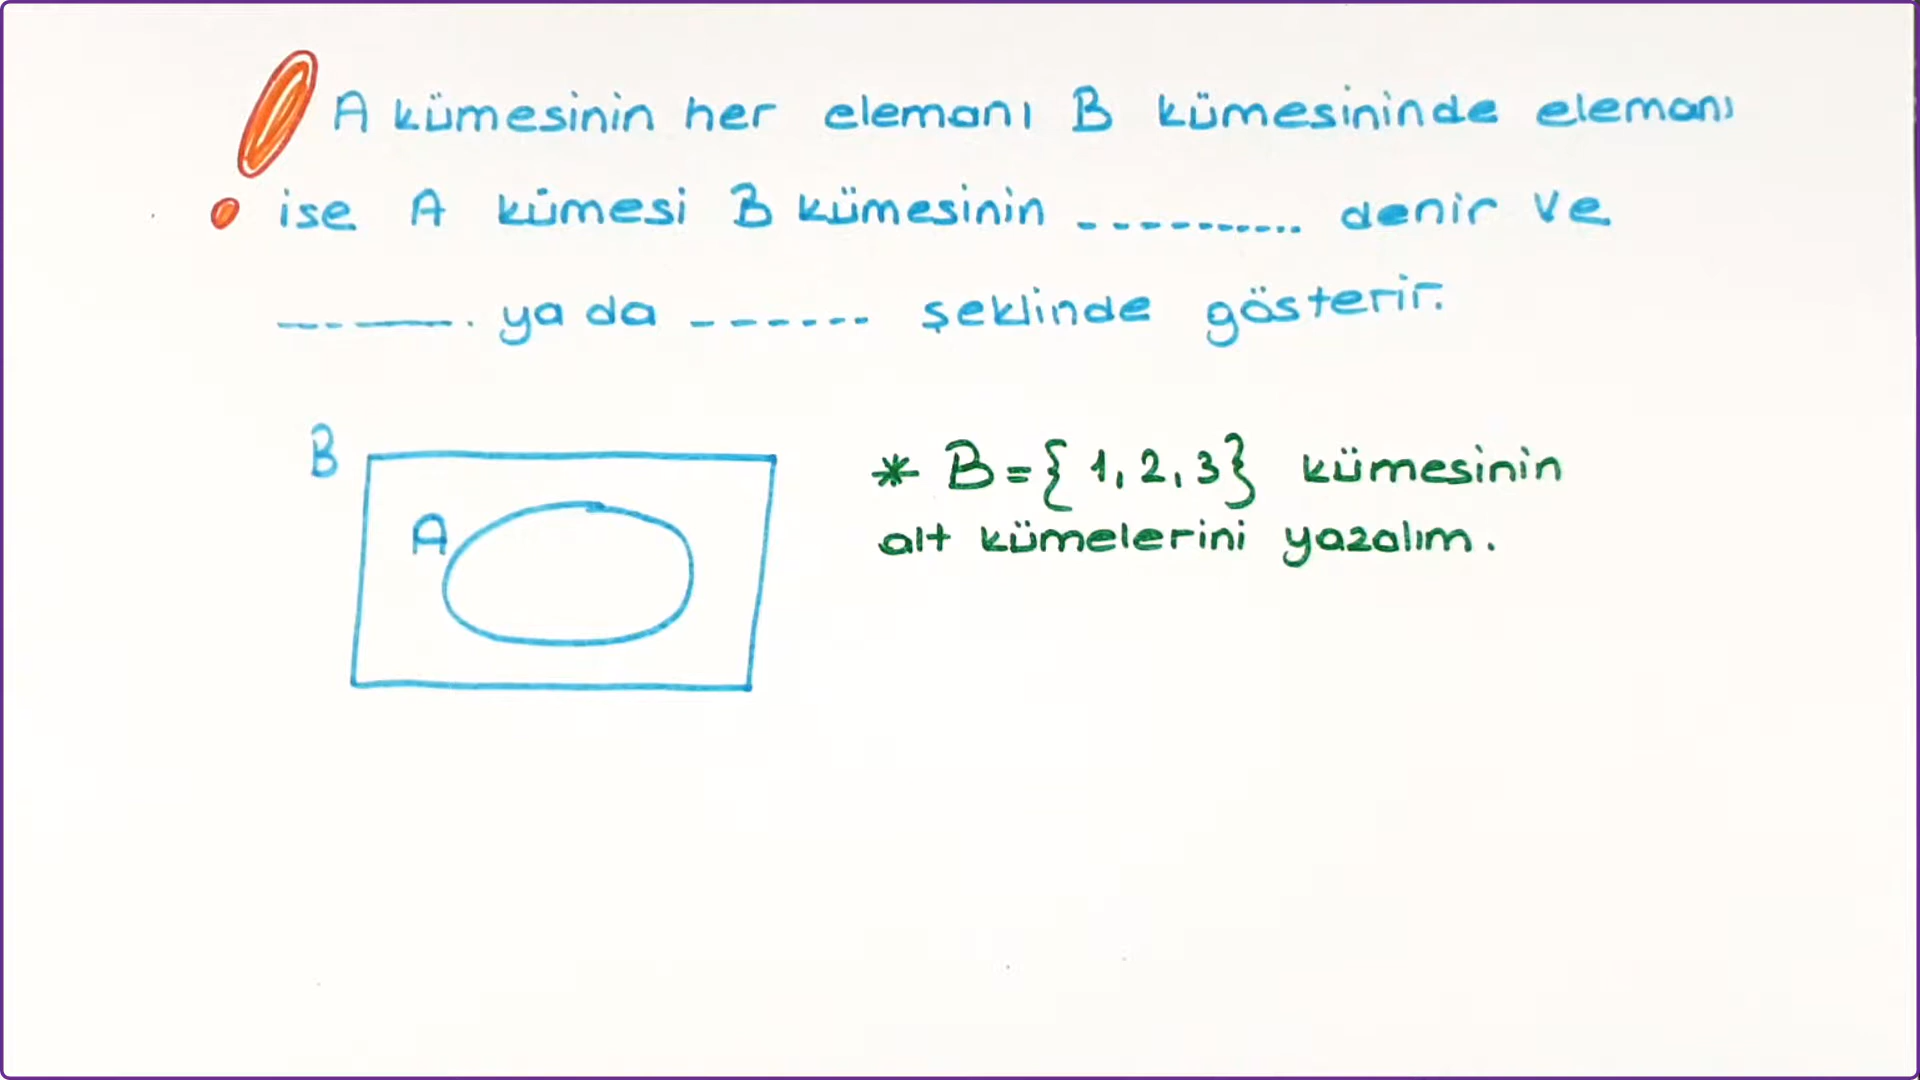 A kümesinin her elemanı B kümesininde elemanı
ise A kümesi B kümesinin ........... denir ve
------- ya da ------ şeklinde gösterir.
B
A
* B={1,2,3} kümesinin
alt kümelerini yazalım.